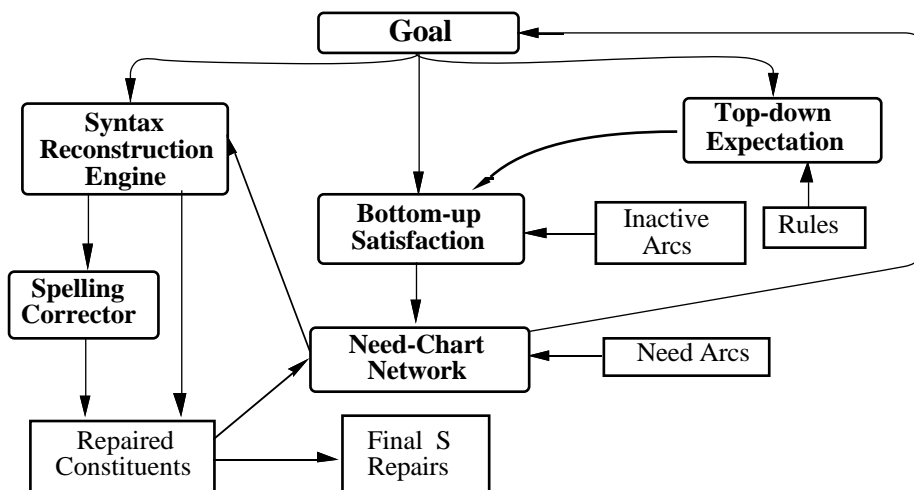 Goal
Syntax
Reconstruction
Engine
Top-down
Expectation
Bottom-up
Satisfaction
Inactive
Arcs
Rules
Spelling
Corrector
Need-Chart
Network
Need Arcs
Repaired
Constituents
Final S
Repairs